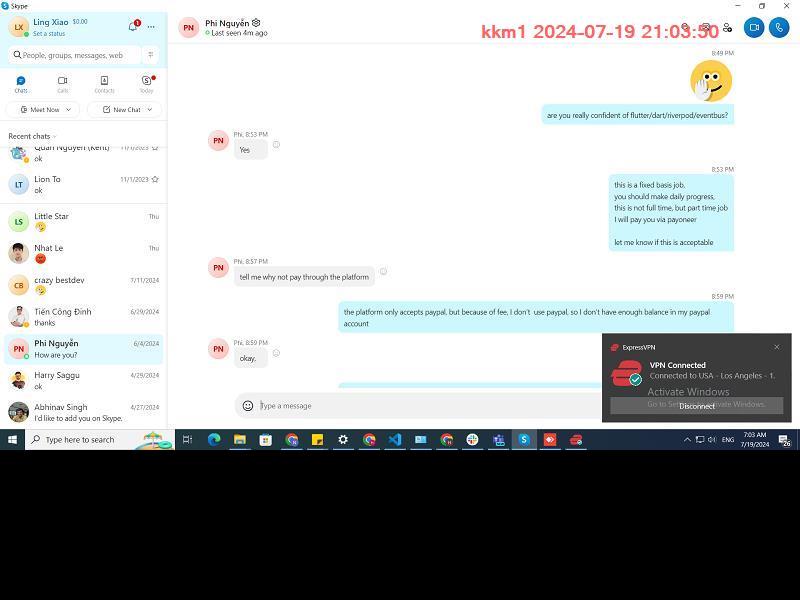 Skype
LX
Ling Xiao $0.00
Set a status
1
People, groups, messages, web
Chats
Calls
Contacts
Today
Meet Now
New Chat
Recent chats
Quan Nguyen (Kent) 11/1/2023
ok
LT
Lion To 11/1/2023
ok
LS
Little Star Thu
Nhat Le Thu
CB
crazy bestdev 7/11/2024
Tiến Công Đinh 6/29/2024
thanks
PN
Phi Nguyễn 6/4/2024
How are you?
Harry Saggu 4/29/2024
ok
Abhinav Singh 4/27/2024
I'd like to add you on Skype.
PN
Phi Nguyễn
Last seen 4m ago
kkm1 2024-07-19 21:03:50
8:49 PM
are you really confident of flutter/dart/riverpod/eventbus?
PN
Phi, 8:53 PM
Yes
8:53 PM
this is a fixed basis job.
you should make daily progress,
this is not full time, but part time job
I will pay you via payoneer
let me know if this is acceptable
PN
Phi, 8:57 PM
tell me why not pay through the platform
8:59 PM
the platform only accepts paypal, but because of fee, I don't use paypal, so I don't have enough balance in my paypal
account
PN
Phi, 8:59 PM
okay,
Type a message
ExpressVPN
VPN Connected
Connected to USA - Los Angeles - 1.
Activate Windows
Disconnect
Type here to search
ENG
7:03 AM
7/19/2024
26